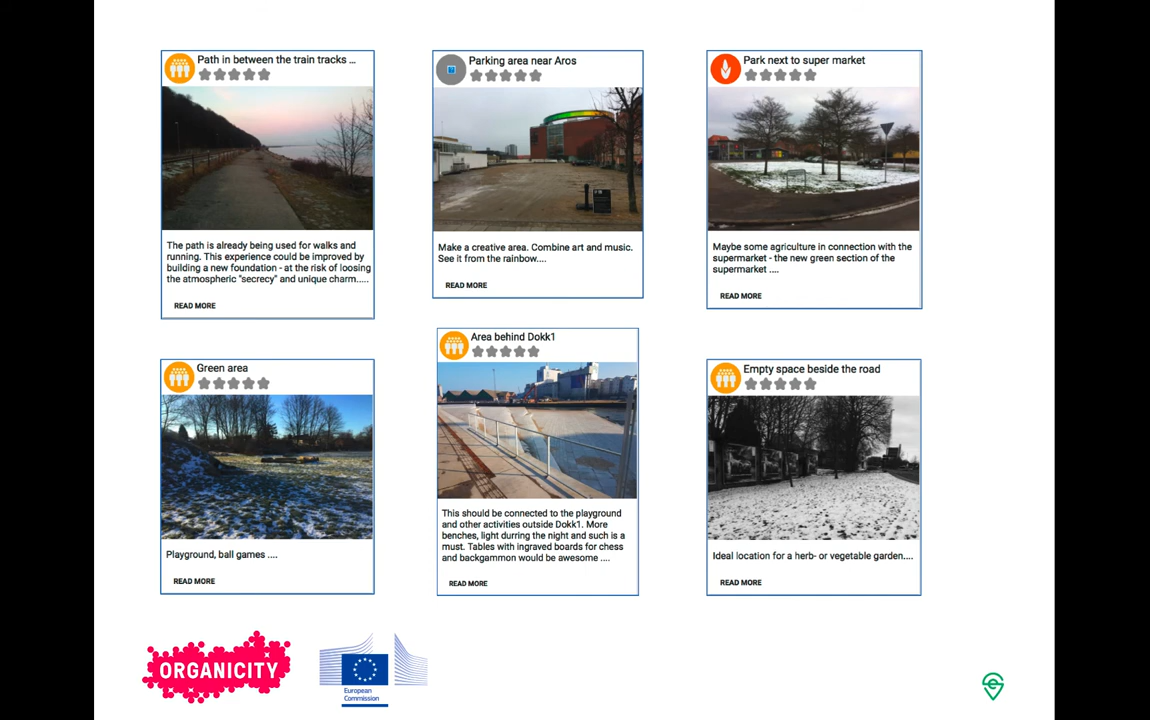 Path in between the train tracks ...
The path is already being used for walks and
running. This experience could be improved by
building a new foundation - at the risk of loosing
the atmospheric "secrecy" and unique charm.....
READ MORE
Parking area near Aros
Make a creative area. Combine art and music.
See it from the rainbow....
READ MORE
Park next to super market
Maybe some agriculture in connection with the
supermarket - the new green section of the
supermarket ....
READ MORE
Green area
Playground, ball games ....
READ MORE
Area behind Dokk1
This should be connected to the playground
and other activities outside Dokk1. More
benches, light durring the night and such is a
must. Tables with ingraved boards for chess
and backgammon would be awesome ....
READ MORE
Empty space beside the road
Ideal location for a herb- or vegetable garden....
READ MORE
ORGANICITY
European
Commission